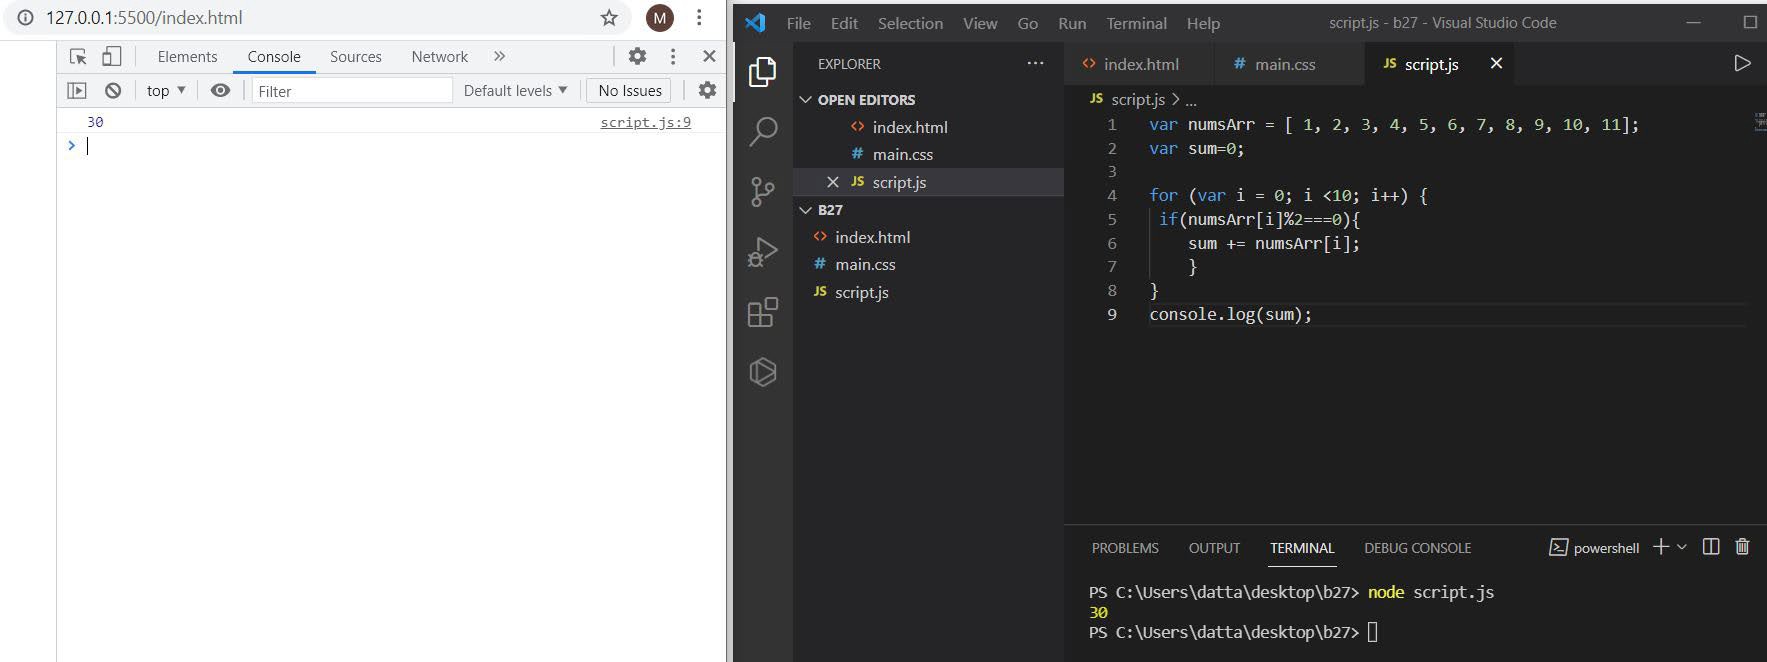 127.0.0.1:5500/index.html
M
Elements Console Sources Network »
top Filter Default levels No Issues
30 script.js:9
>
File Edit Selection View Go Run Terminal Help script.js - b27 - Visual Studio Code
EXPLORER ...
OPEN EDITORS
<> index.html
# main.css
JS script.js
B27
<> index.html
# main.css
JS script.js
<> index.html # main.css JS script.js
JS script.js > ...
1 var numsArr = [ 1, 2, 3, 4, 5, 6, 7, 8, 9, 10, 11];
2 var sum=0;
3
4 for (var i = 0; i <10; i++) {
5 if(numsArr[i]%2===0){
6 sum += numsArr[i];
7 }
8 }
9 console.log(sum);
PROBLEMS OUTPUT TERMINAL DEBUG CONSOLE powershell
PS C:\Users\datta\desktop\b27> node script.js
30
PS C:\Users\datta\desktop\b27>